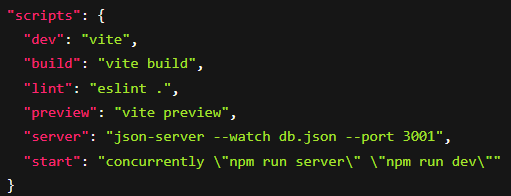 "scripts": {
  "dev": "vite",
  "build": "vite build",
  "lint": "eslint .",
  "preview": "vite preview",
  "server": "json-server --watch db.json --port 3001",
  "start": "concurrently \"npm run server\" \"npm run dev\""
}